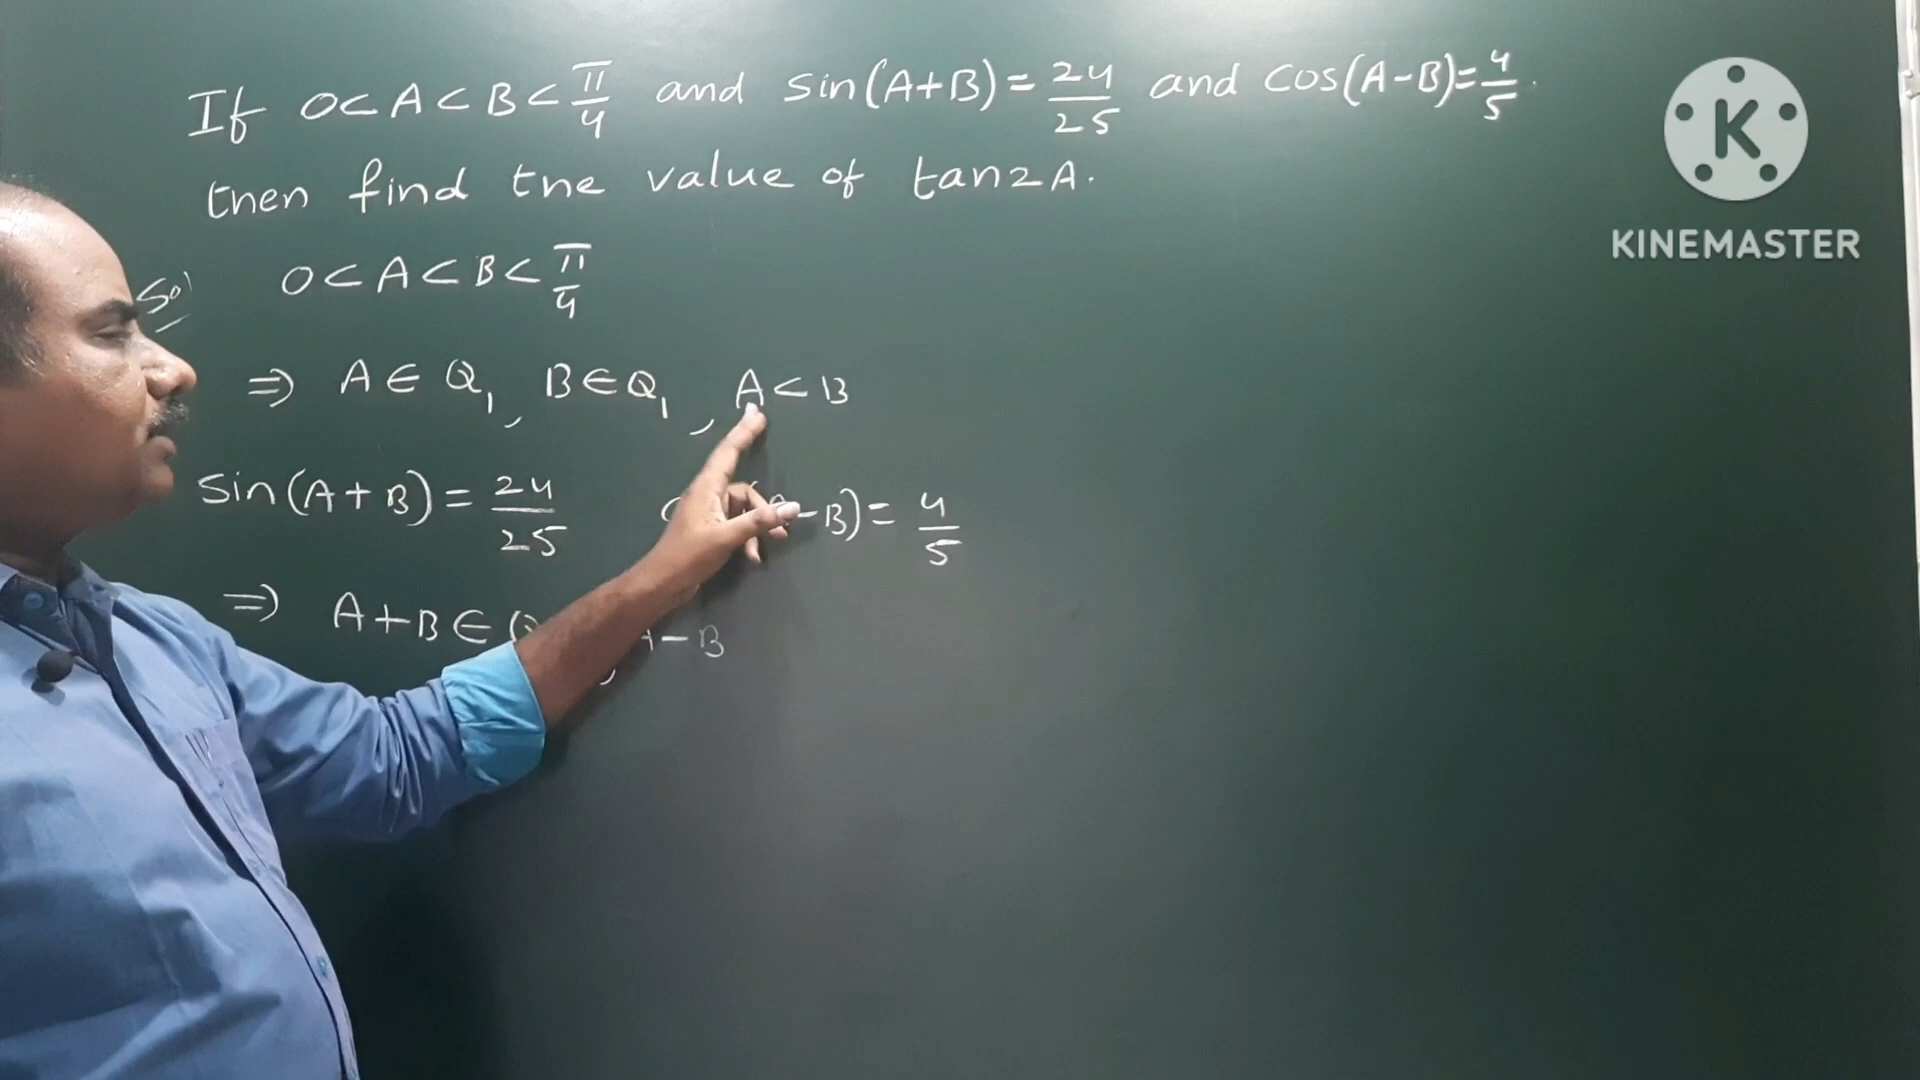 If 0 < A < B < π/4 and sin(A+B) = 24/25 and cos(A-B) = 4/5.
then find the value of tan2A.
Sol
0 < A < B < π/4
⇒ A ∈ Q₁, B ∈ Q₁, A < B
sin(A+B) = 24/25 -B) = 4/5
⇒ A+B ∈ , A-B
K
KINEMASTER